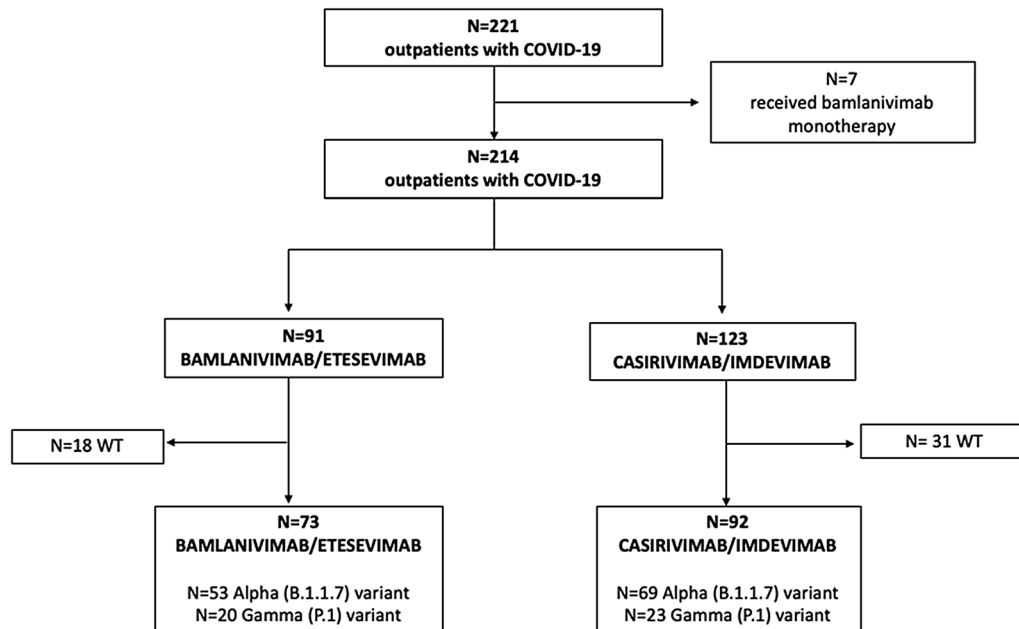 N=221
outpatients with COVID-19
N=7
received bamlanivimab
monotherapy
N=214
outpatients with COVID-19
N=91
BAMLANIVIMAB/ETESEVIMAB
N=123
CASIRIVIMAB/IMDEVIMAB
N=18 WT
N= 31 WT
N=73
BAMLANIVIMAB/ETESEVIMAB
N=53 Alpha (B.1.1.7) variant
N=20 Gamma (P.1) variant
N=92
CASIRIVIMAB/IMDEVIMAB
N=69 Alpha (B.1.1.7) variant
N=23 Gamma (P.1) variant